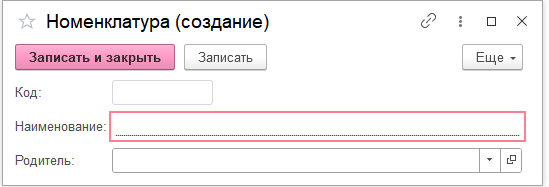 Номенклатура (создание)
Записать и закрыть Записать Еще
Код:
Наименование:
Родитель: